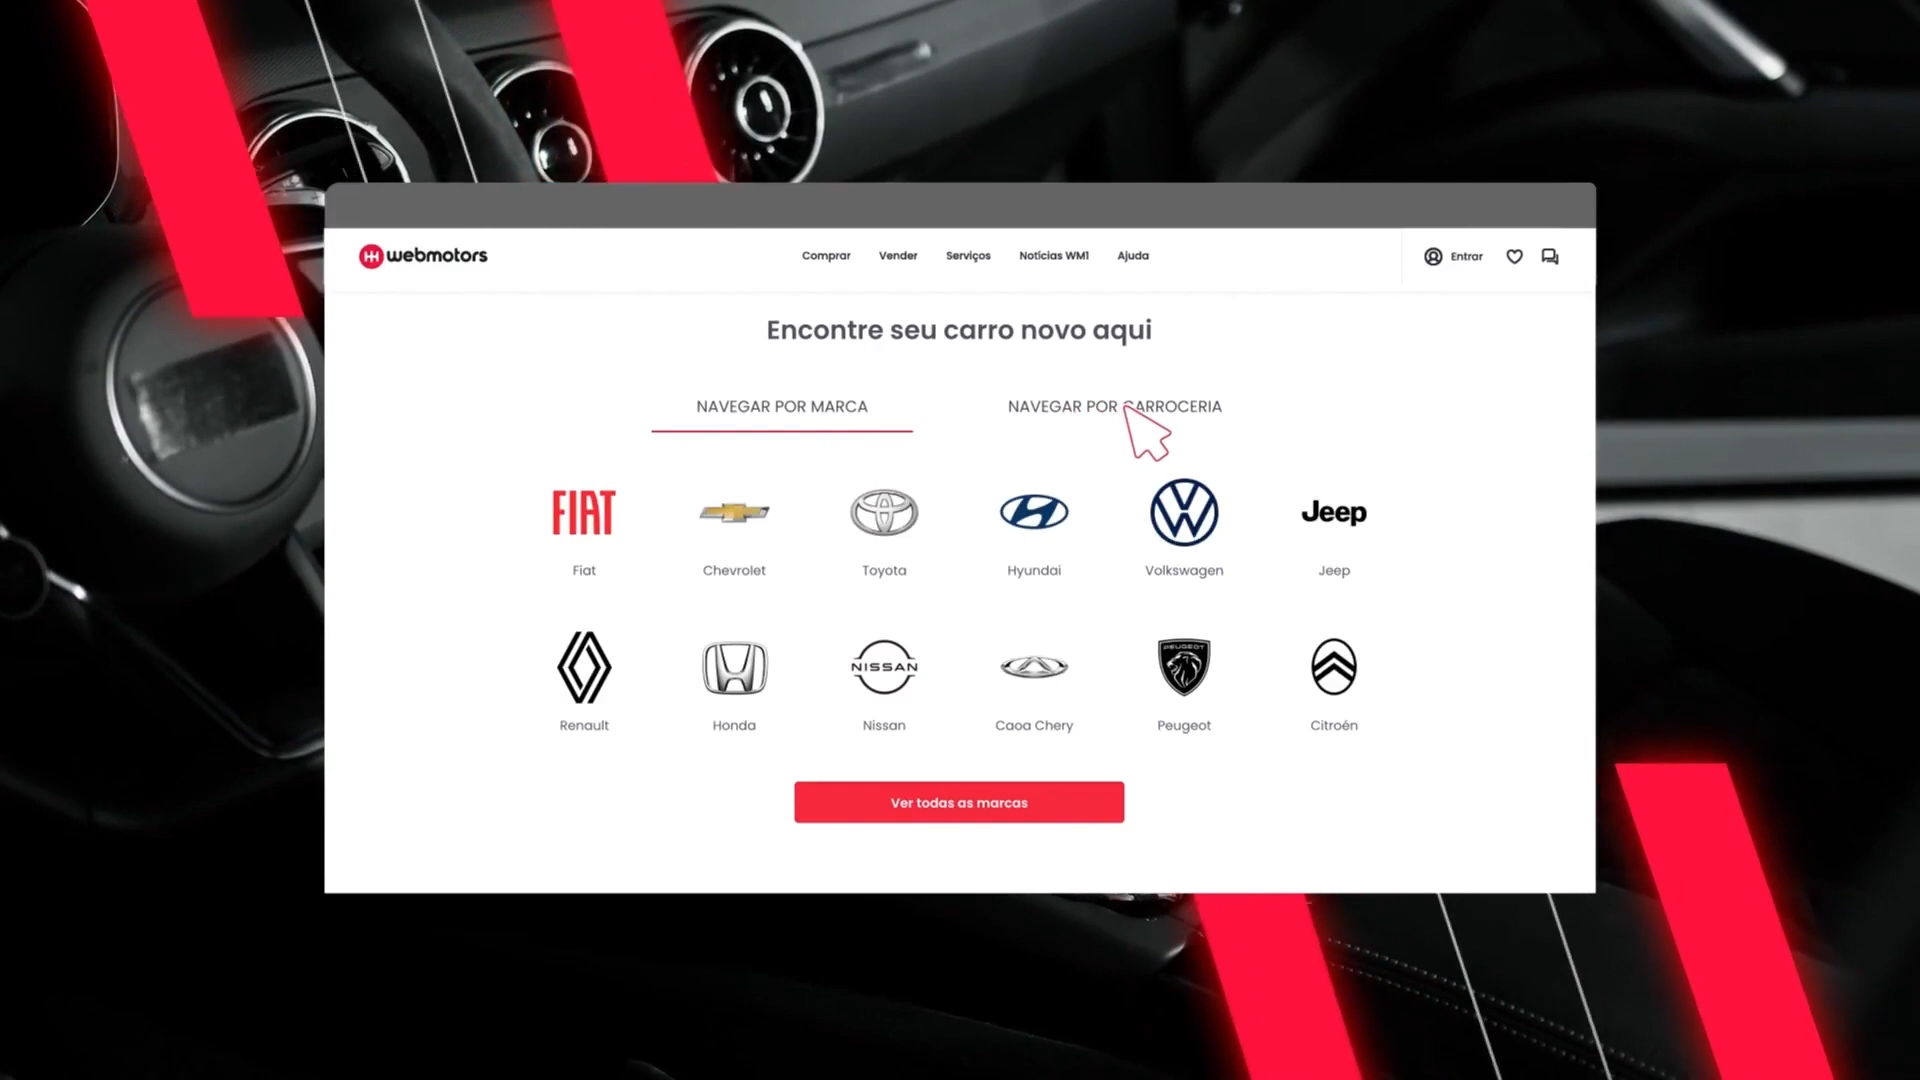 webmotors
Comprar Vender Serviços Notícias WM1 Ajuda Entrar
Encontre seu carro novo aqui
NAVEGAR POR MARCA NAVEGAR POR CARROCERIA
FIAT Jeep
Fiat Chevrolet Toyota Hyundai Volkswagen Jeep
NISSAN PEUGEOT
Renault Honda Nissan Caoa Chery Peugeot Citroën
Ver todas as marcas